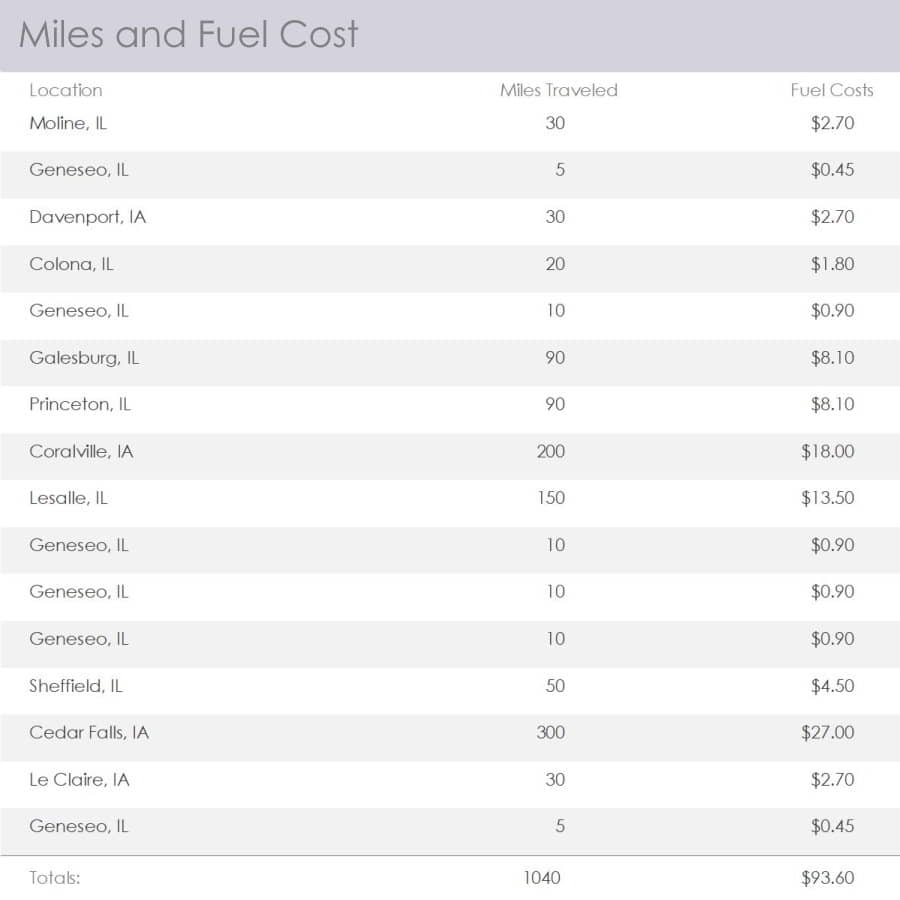 Miles and Fuel Cost
Location Miles Traveled Fuel Costs
Moline, IL 30 $2.70
Geneseo, IL 5 $0.45
Davenport, IA 30 $2.70
Colona, IL 20 $1.80
Geneseo, IL 10 $0.90
Galesburg, IL 90 $8.10
Princeton, IL 90 $8.10
Coralville, IA 200 $18.00
Lesalle, IL 150 $13.50
Geneseo, IL 10 $0.90
Geneseo, IL 10 $0.90
Geneseo, IL 10 $0.90
Sheffield, IL 50 $4.50
Cedar Falls, IA 300 $27.00
Le Claire, IA 30 $2.70
Geneseo, IL 5 $0.45
Totals: 1040 $93.60